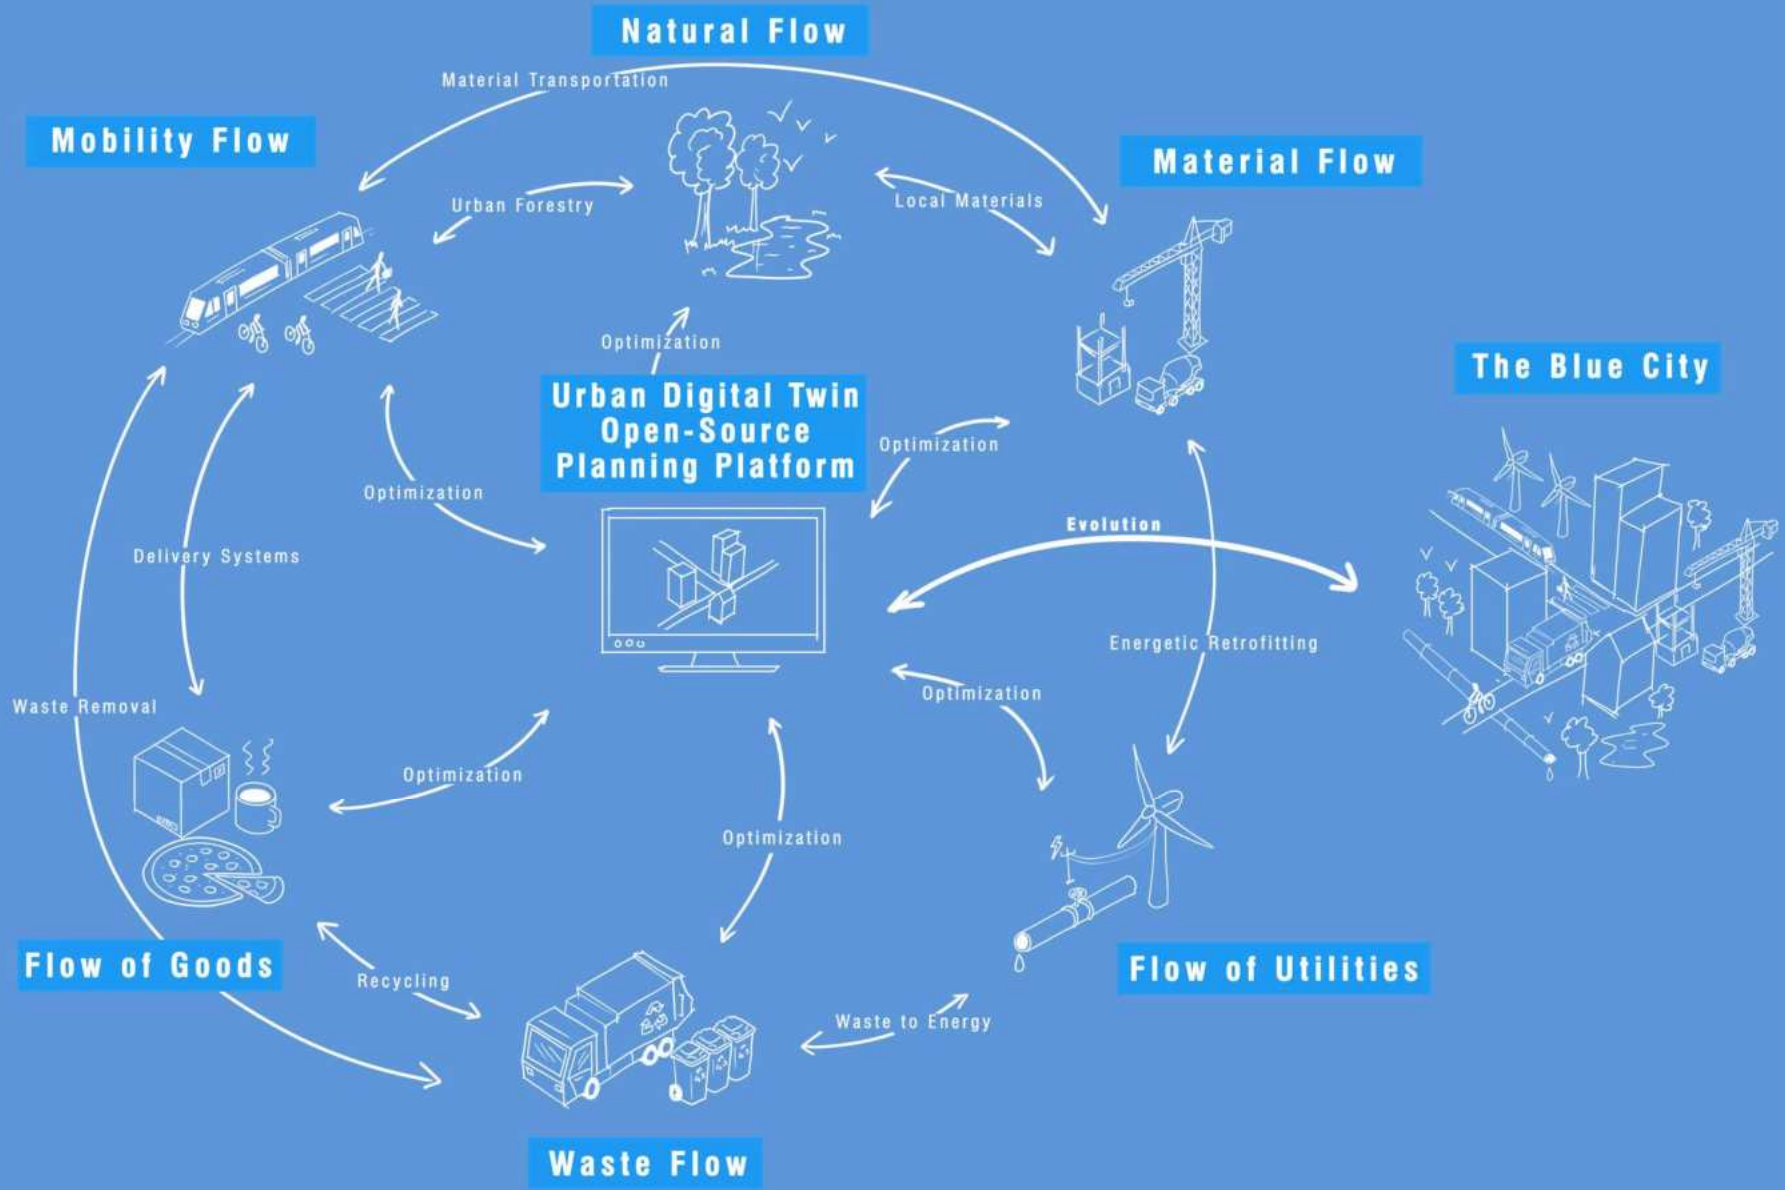 Natural Flow
Material Transportation
Mobility Flow
Material Flow
Urban Forestry
Local Materials
Optimization
The Blue City
Urban Digital Twin
Open-Source
Planning Platform
Optimization
Optimization
Evolution
Delivery Systems
Energetic Retrofitting
Optimization
Waste Removal
Optimization
Optimization
Flow of Goods
Flow of Utilities
Recycling
Waste to Energy
Waste Flow